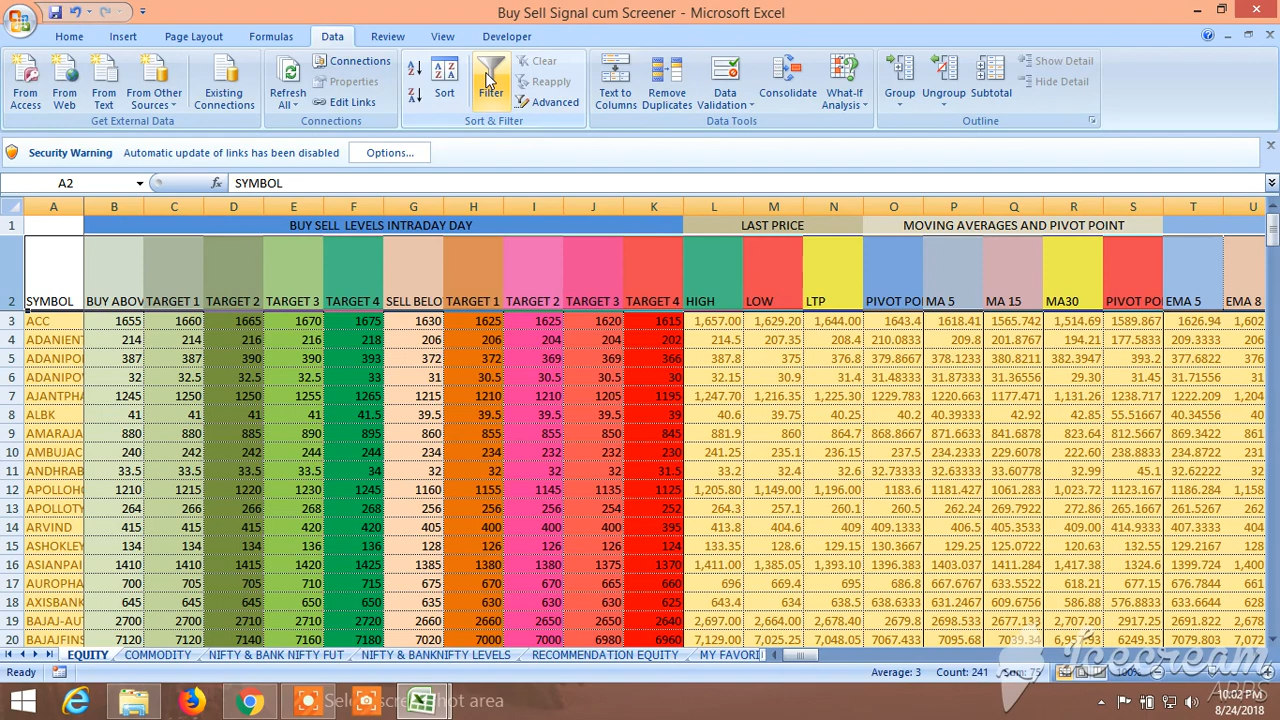 Buy Sell Signal cum Screener - Microsoft Excel
Home Insert Page Layout Formulas Data Review View Developer
From Access From Web From Text From Other Sources Existing Connections Refresh All Connections Properties Edit Links Sort Filter Clear Reapply Advanced Text to Columns Remove Duplicates Data Validation Consolidate What-If Analysis Group Ungroup Subtotal Show Detail Hide Detail
Get External Data Connections Sort & Filter Data Tools Outline
Security Warning Automatic update of links has been disabled Options...
A2 fx SYMBOL
A B C D E F G H I J K L M N O P Q R S T U
1 BUY SELL LEVELS INTRADAY DAY LAST PRICE MOVING AVERAGES AND PIVOT POINT
2 SYMBOL BUY ABOV TARGET 1 TARGET 2 TARGET 3 TARGET 4 SELL BELO TARGET 1 TARGET 2 TARGET 3 TARGET 4 HIGH LOW LTP PIVOT PO MA 5 MA 15 MA30 PIVOT PO EMA 5 EMA 8
3 ACC 1655 1660 1665 1670 1675 1630 1625 1625 1620 1615 1,657.00 1,629.20 1,644.00 1643.4 1618.41 1565.742 1,514.69 1589.867 1626.94 1,602
4 ADANIENT 214 214 216 216 218 206 206 204 204 202 214.5 207.35 208.4 210.0833 209.8 201.8767 194.22 177.5833 209.3333 206
5 ADANIPO 387 387 390 390 393 372 372 369 369 366 387.8 375 376.8 379.8667 378.1233 380.8211 382.3947 393.2 377.6822 379
6 ADANIPO 32 32.5 32.5 32.5 33 31 30.5 30.5 30.5 30 32.15 30.9 31.4 31.48333 31.87333 31.36556 29.30 31.45 31.71556 31
7 AJANTPHA 1245 1250 1250 1255 1265 1215 1210 1210 1205 1195 1,247.70 1,216.05 1,225.30 1229.783 1220.663 1177.473 1,131.09 1238.717 1222.72 1,204
8 ALBK 41 41 41 41 41.5 39.5 39.5 39.5 39.5 39 40.6 39.75 40.25 40.2 40.39333 42.92 42.85 55.51667 40.34556 40
9 AMARAJA 880 880 885 890 895 860 855 855 850 845 881.9 860 864.7 868.8667 871.6633 841.6878 823.64 812.5667 869.3422 861
10 AMBUJAC 240 242 242 244 244 234 232 232 232 230 241.25 235.1 236.15 237.5 234.2333 229.6378 222.66 238.8833 234.8722
11 ANDHRAB 33.5 33.5 33.5 33.5 34 32 32 32 32 31.5 33.2 32.4 32.6 32.73333 32.63333 33.60778 32.99 45.1 32.62222 33
12 APOLLOH 1210 1215 1220 1230 1245 1160 1155 1145 1135 1125 1,205.80 1,149.00 1,196.00 1183.6 1181.427 1061.283 1,023.72 1123.167 1186.284 1,158
13 APOLLOTY 264 266 266 268 268 256 256 256 254 252 265.4 257.1 260.1 260.5 262.24 269.7922 272.86 265.1667 261.5267
14 ARVIND 415 415 415 420 420 405 400 400 400 395 413.8 404.6 409 409.1333 406.5 411.3333 409.00 414.9333 407.3333 404
15 ASHOKLEY 134 134 134 136 136 128 126 126 126 124 133.35 128.6 129.15 130.3667 129.25 125.0722 120.63 132.55 129.2167 128
16 ASIANPAI 1410 1410 1415 1420 1425 1385 1380 1380 1375 1370 1,411.00 1,385.05 1,393.10 1396.383 1403.037 1411.284 1,417.83 1324.6 1399.724 1,400
17 AUROPHA 700 705 705 710 715 675 670 670 665 660 696 669.4 695 686.8 667.6767 633.5522 618.21 677.15 676.7844 661
18 AXISBANK 645 645 650 650 650 635 630 630 630 625 643.4 634 638.5 638.6333 631.2467 609.6756 586.88 576.8833 633.6644 628
19 BAJAJ-AUT 2700 2700 2710 2710 2720 2660 2660 2650 2650 2640 2,697.00 2,664.00 2,678.40 2679.8 2698.533 2917.25 2691.822 2,678
20 BAJAJFINS 7120 7140 7140 7160 7180 7020 7000 7000 6980 6960 7,129.00 7,025.25 7,048.05 7067.433 7095.68 6249.35 7079.803 7,072
EQUITY COMMODITY NIFTY & BANK NIFTY FUT NIFTY & BANKNIFTY LEVELS RECOMMENDATION EQUITY MY FAVORI
Ready Average: 3 Count: 241 Sum: 75 100%
Select screenshot area
Icecream
APPS
10:02 PM
8/24/2018